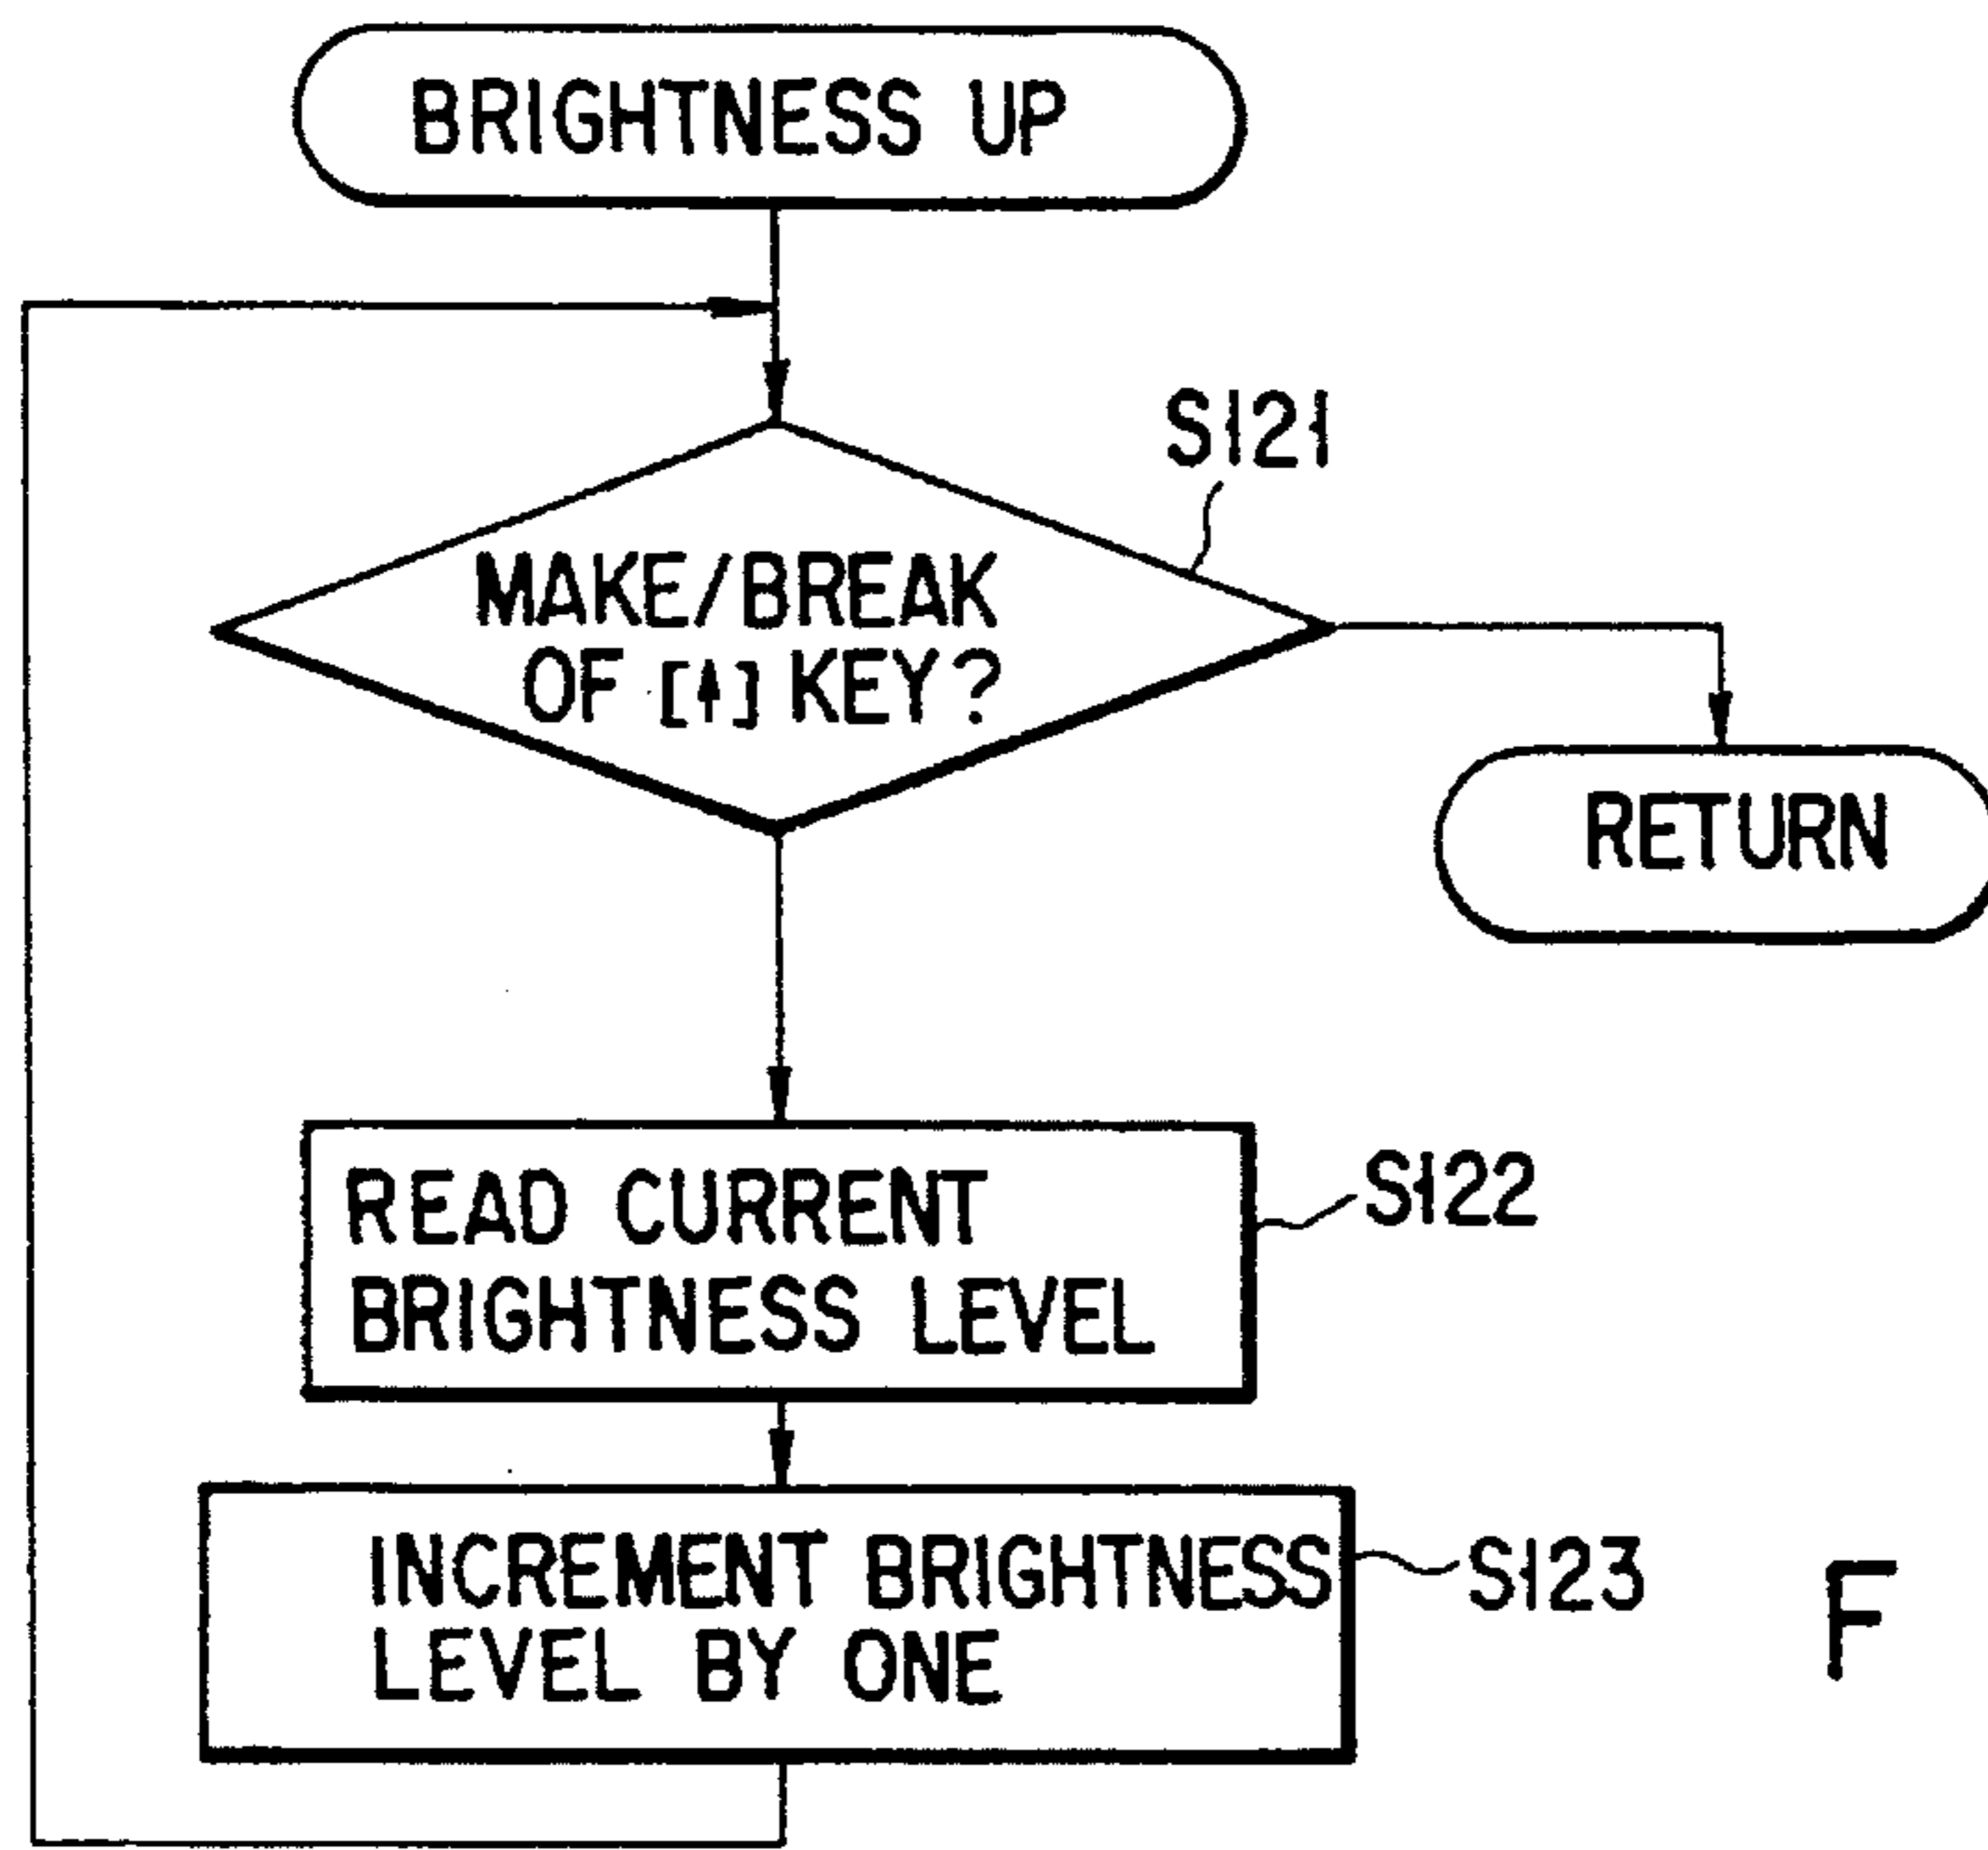 BRIGHTNESS UP
S121
MAKE/BREAK
OF [↑] KEY?
RETURN
READ CURRENT
BRIGHTNESS LEVEL
S122
INCREMENT BRIGHTNESS
LEVEL BY ONE
S123
F